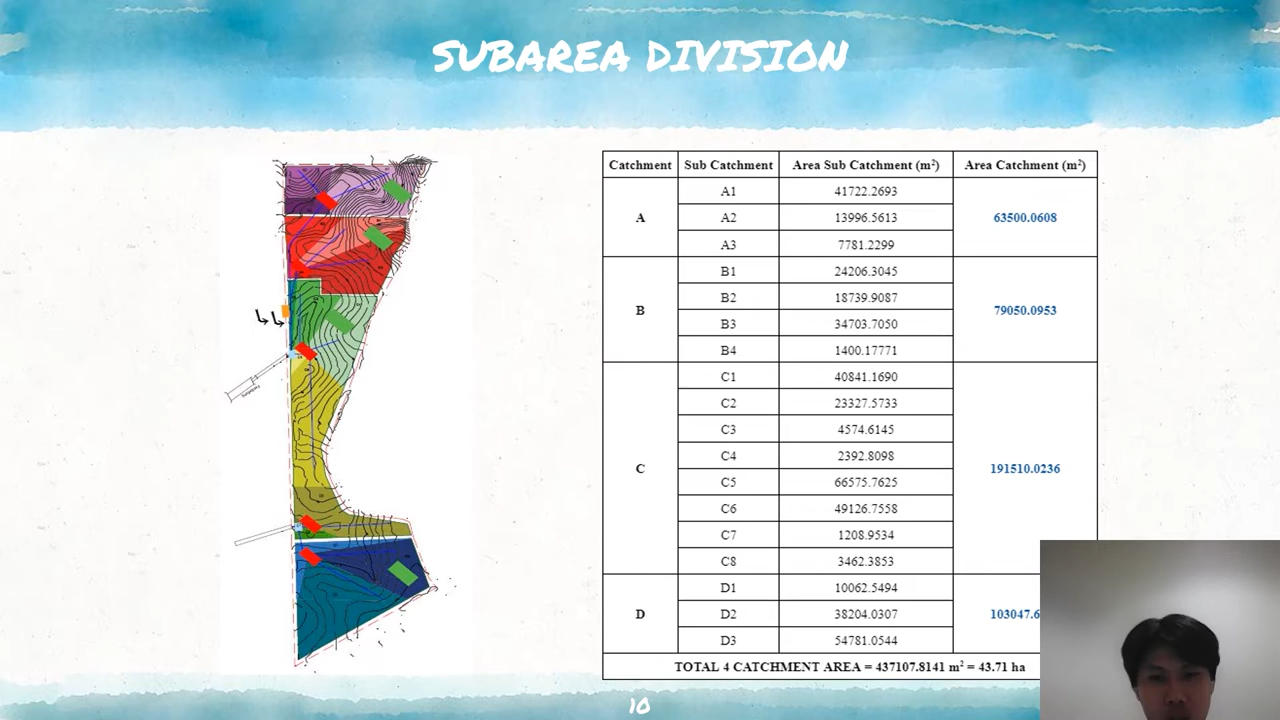 SUBAREA DIVISION
Catchment Sub Catchment Area Sub Catchment (m²) Area Catchment (m²)
A A1 41722.2693 63500.0608
A2 13996.5613
A3 7781.2299
B B1 24206.3045 79050.0953
B2 18739.9087
B3 34703.7050
B4 1400.17771
C C1 40841.1690 191510.0236
C2 23327.5733
C3 4574.6145
C4 2392.8098
C5 66575.7625
C6 49126.7558
C7 1208.9534
C8 3462.3853
D D1 10062.5494 103047.6
D2 38204.0307
D3 54781.0544
TOTAL 4 CATCHMENT AREA = 437107.8141 m² = 43.71 ha
10